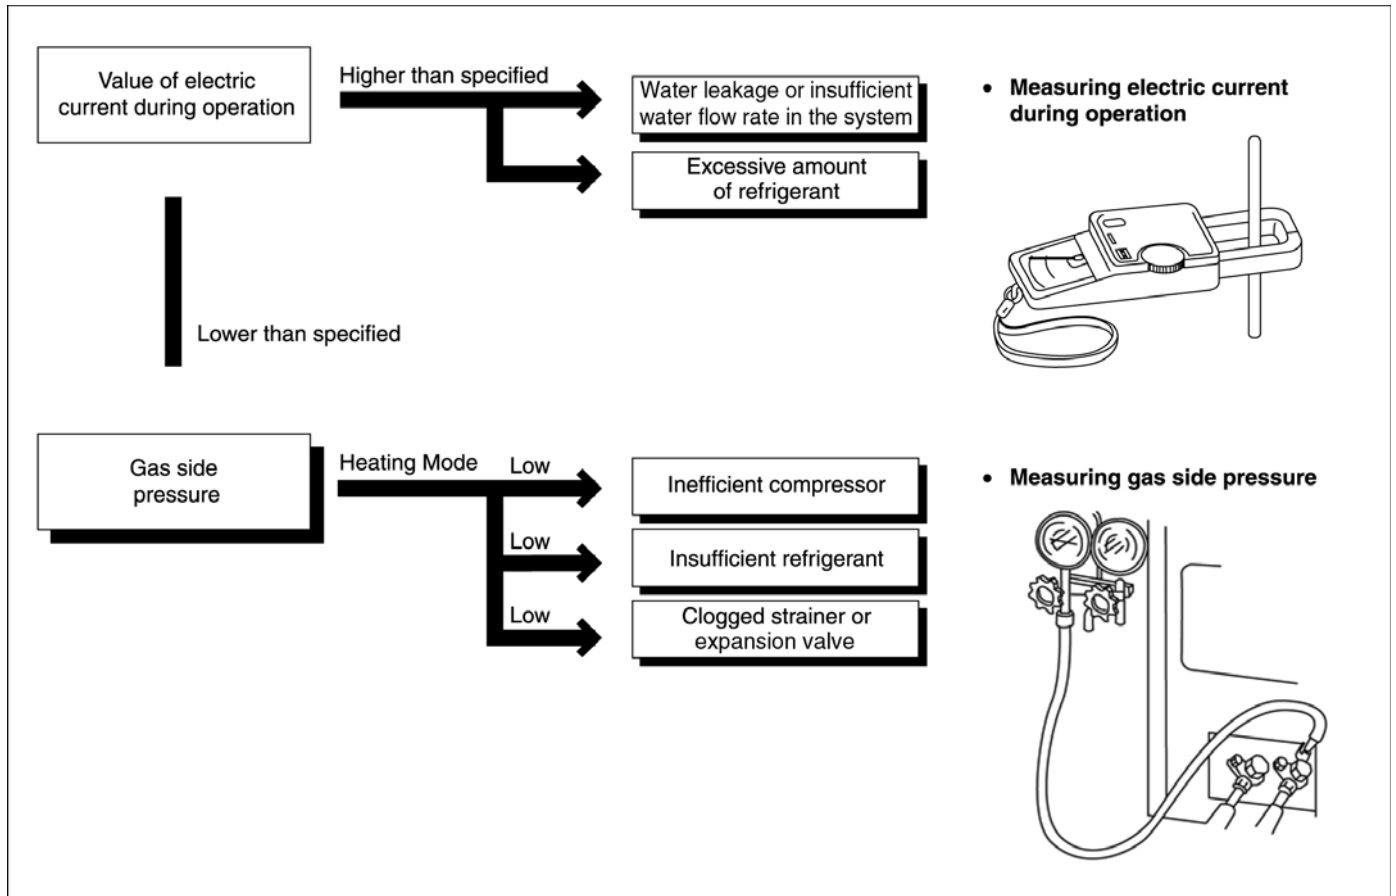 Value of electric
current during operation
Higher than specified
Water leakage or insufficient
water flow rate in the system
Excessive amount
of refrigerant
• Measuring electric current
during operation
Lower than specified
Gas side
pressure
Heating Mode
Low
Inefficient compressor
Low
Insufficient refrigerant
Low
Clogged strainer or
expansion valve
• Measuring gas side pressure